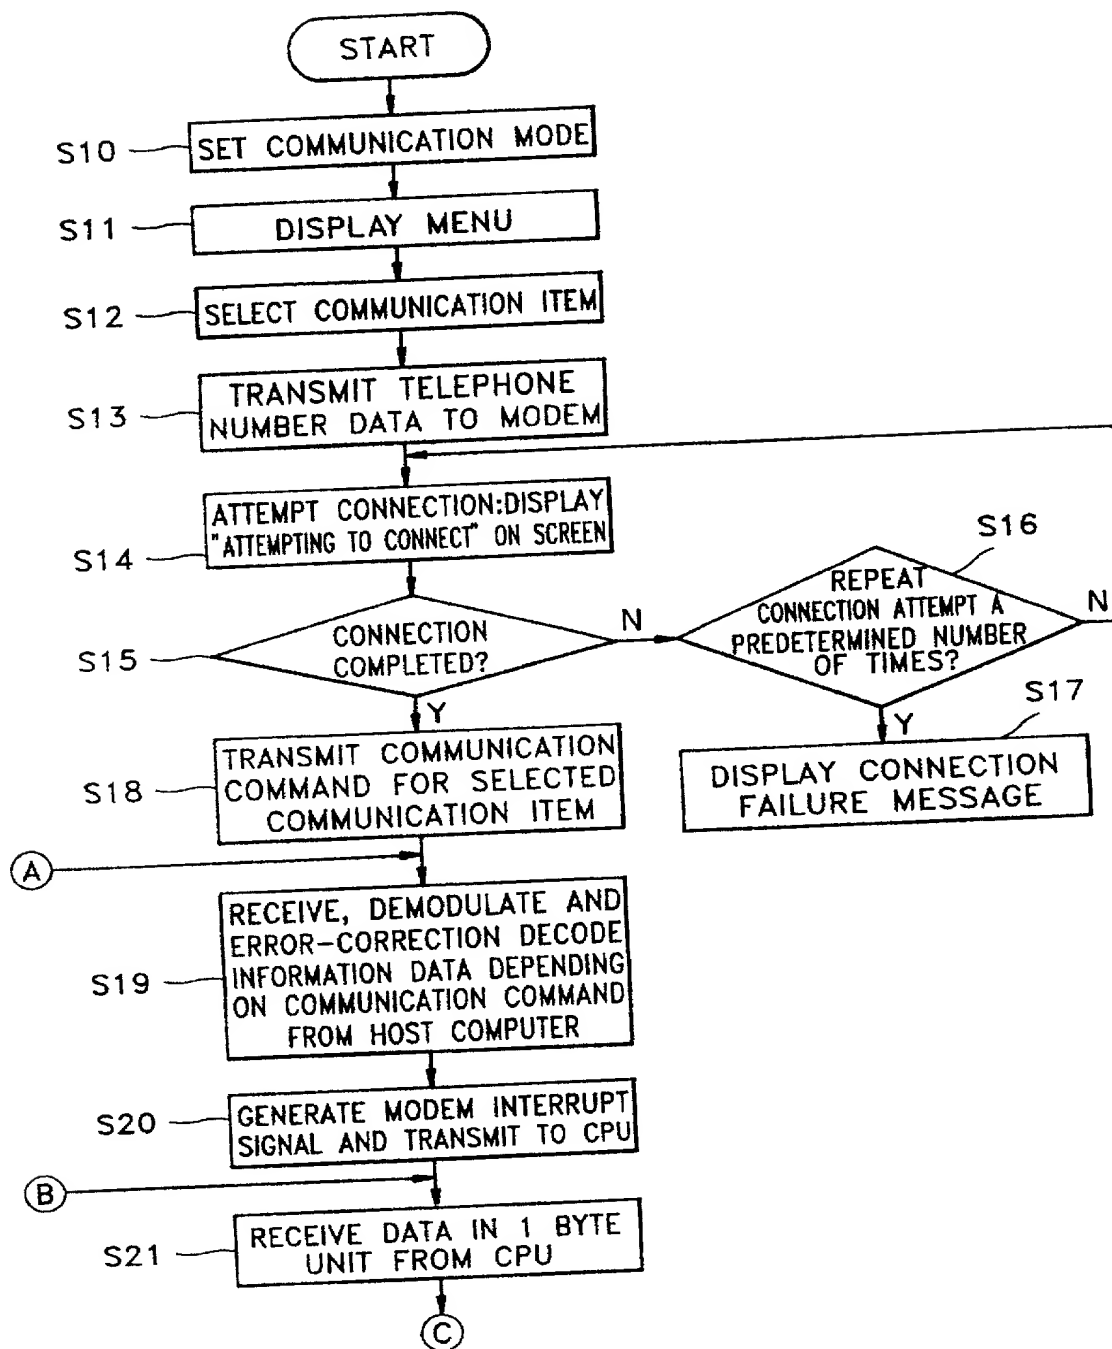 START
S10
SET COMMUNICATION MODE
S11
DISPLAY MENU
S12
SELECT COMMUNICATION ITEM
S13
TRANSMIT TELEPHONE
NUMBER DATA TO MODEM
S14
ATTEMPT CONNECTION:DISPLAY
"ATTEMPTING TO CONNECT" ON SCREEN
S15
CONNECTION
COMPLETED?
N
Y
S16
REPEAT
CONNECTION ATTEMPT A
PREDETERMINED NUMBER
OF TIMES?
N
Y
S17
DISPLAY CONNECTION
FAILURE MESSAGE
S18
TRANSMIT COMMUNICATION
COMMAND FOR SELECTED
COMMUNICATION ITEM
A
S19
RECEIVE, DEMODULATE AND
ERROR-CORRECTION DECODE
INFORMATION DATA DEPENDING
ON COMMUNICATION COMMAND
FROM HOST COMPUTER
S20
GENERATE MODEM INTERRUPT
SIGNAL AND TRANSMIT TO CPU
B
S21
RECEIVE DATA IN 1 BYTE
UNIT FROM CPU
C